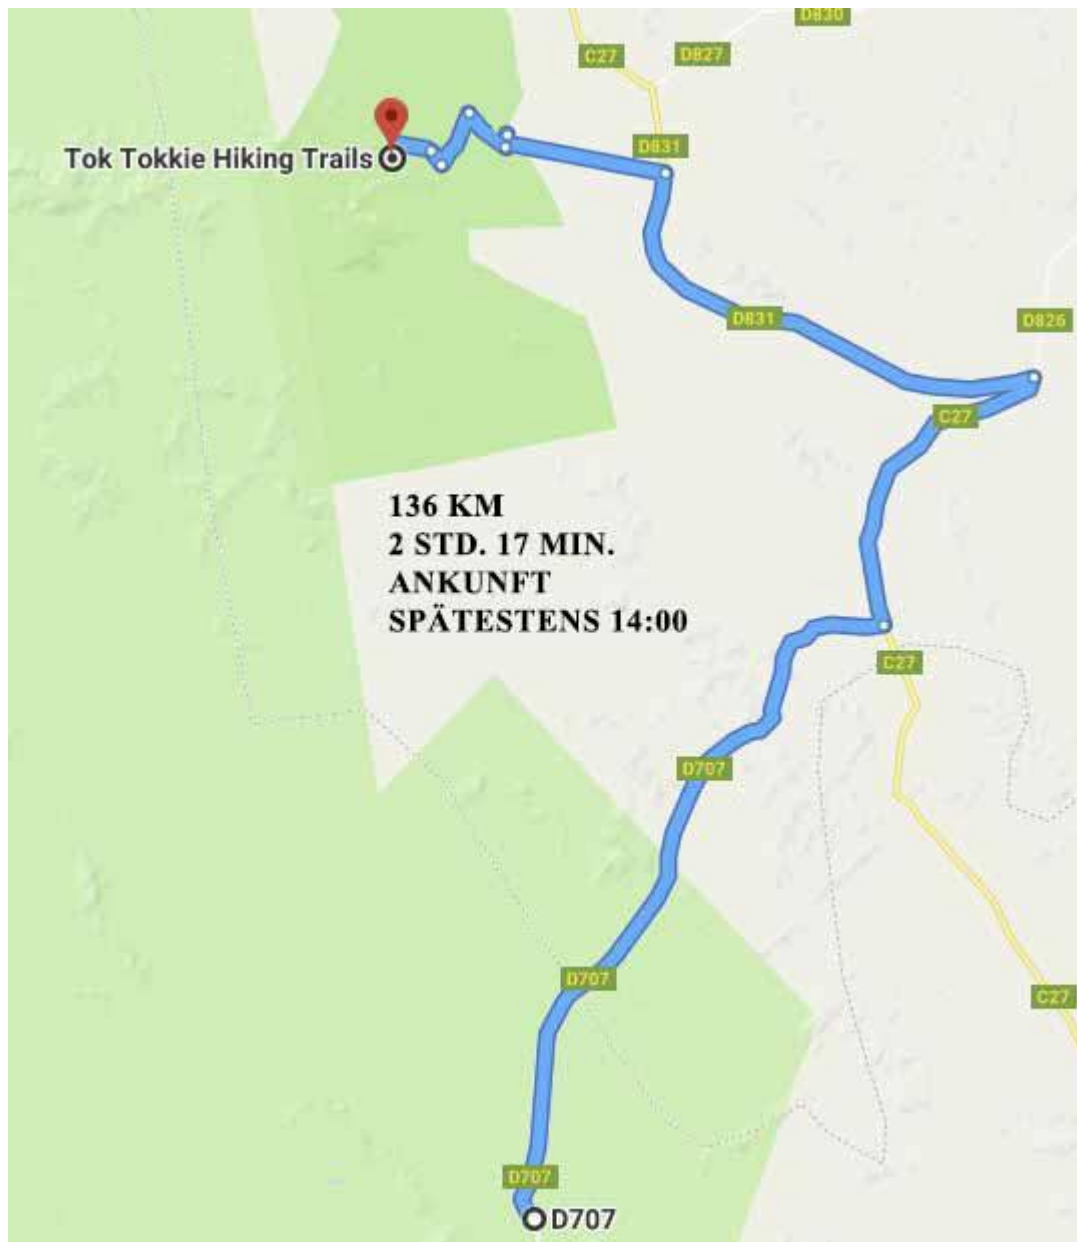 D830
C27
D827
D831
Tok Tokkie Hiking Trails
D831
D826
C27
136 KM
2 STD. 17 MIN.
ANKUNFT
SPÄTESTENS 14:00
C27
D707
D707
C27
D707
D707